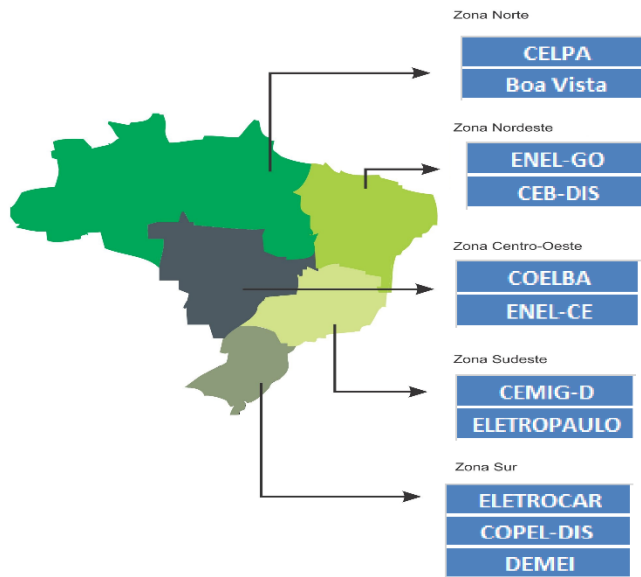 Zona Norte
CELPA
Boa Vista
Zona Nordeste
ENEL-GO
CEB-DIS
Zona Centro-Oeste
COELBA
ENEL-CE
Zona Sudeste
CEMIG-D
ELETROPAULO
Zona Sur
ELETROCAR
COPEL-DIS
DEMEI